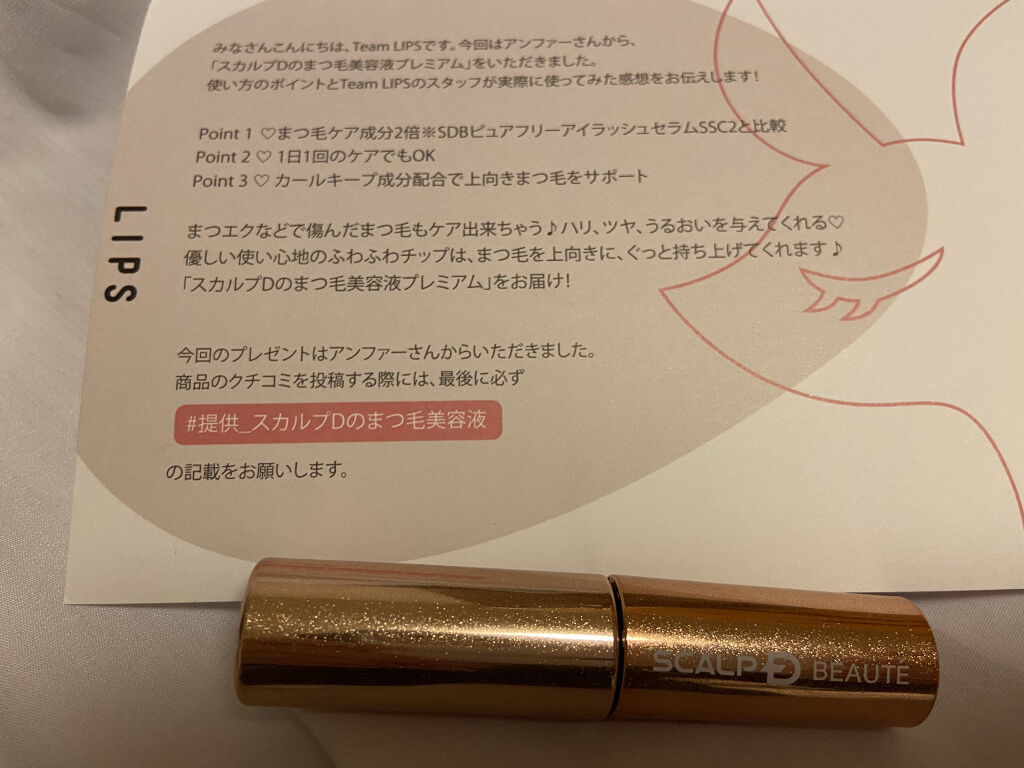 みなさんこんにちは、Team LIPSです。今回はアンファーさんから、
「スカルプDのまつ毛美容液プレミアム」をいただきました。
使い方のポイントとTeam LIPSのスタッフが実際に使ってみた感想をお伝えします!
Point 1 ♡まつ毛ケア成分2倍※SDBピュアフリーアイラッシュセラムSSC2と比較
Point 2 ♡ 1日1回のケアでもOK
Point 3 ♡ カールキープ成分配合で上向きまつ毛をサポート
LIPS
まつエクなどで傷んだまつ毛もケア出来ちゃう♪ハリ、ツヤ、うるおいを与えてくれる♡
優しい使い心地のふわふわチップは、まつ毛を上向きに、ぐっと持ち上げてくれます♪
「スカルプDのまつ毛美容液プレミアム」をお届け!
今回のプレゼントはアンファーさんからいただきました。
商品のクチコミを投稿する際には、最後に必ず
#提供_スカルプDのまつ毛美容液
の記載をお願いします。
SCALP D BEAUTÉ